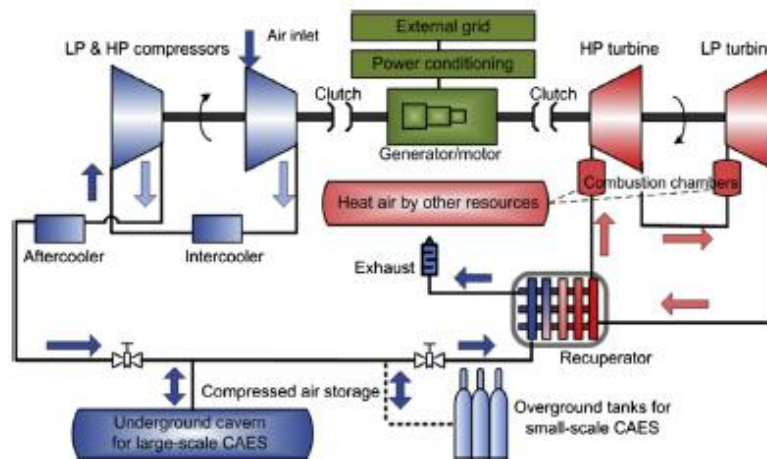 External grid
LP & HP compressors
Air inlet
HP turbine
LP turbin
Power conditioning
Clutch
Clutch
Generator/motor
Combustion chambers
Heat air by other resources
Aftercooler
Intercooler
Exhaust
Recuperator
Compressed air storage
Underground cavern
for large-scale CAES
Overground tanks for
small-scale CAES